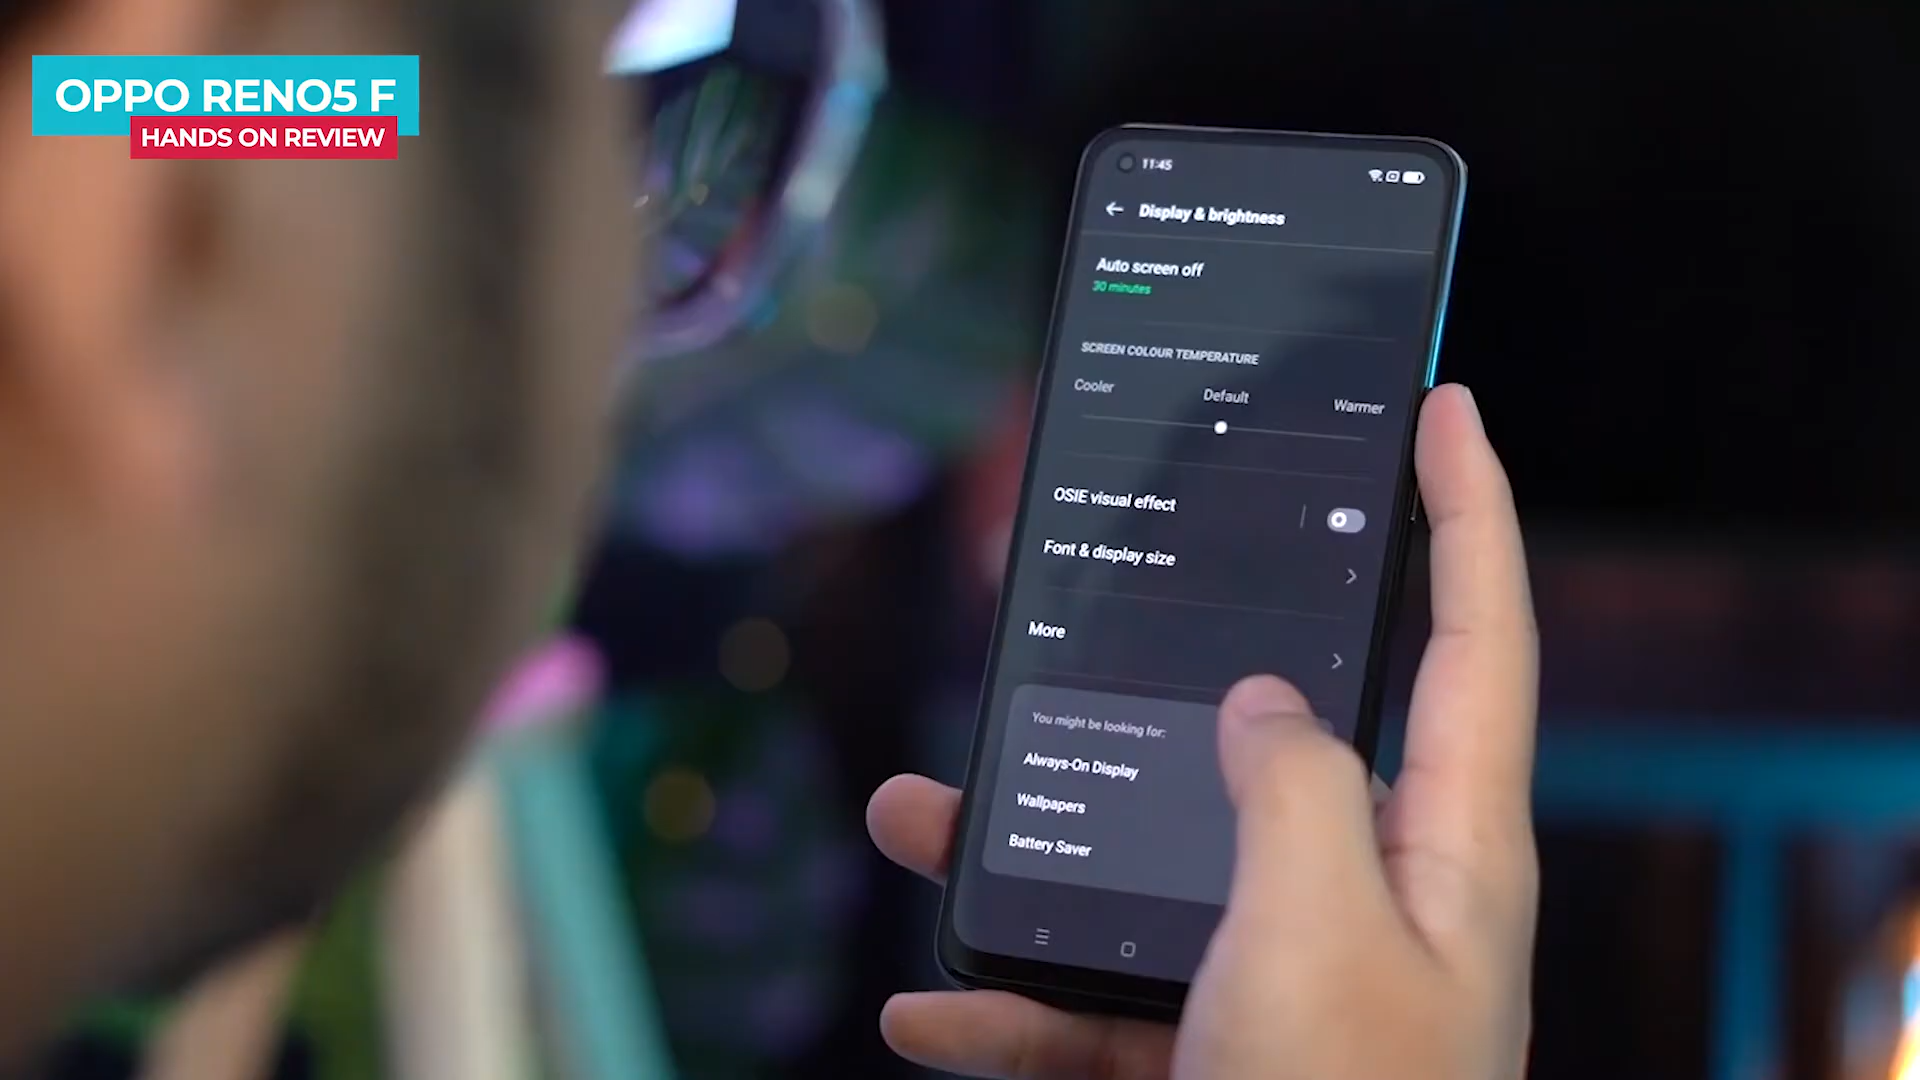 OPPO RENO5 F
HANDS ON REVIEW
11:45
Display & brightness
Auto screen off
30 minutes
SCREEN COLOUR TEMPERATURE
Cooler
Default
Warmer
OSIE visual effect
Font & display size
More
You might be looking for:
Always-On Display
Wallpapers
Battery Saver